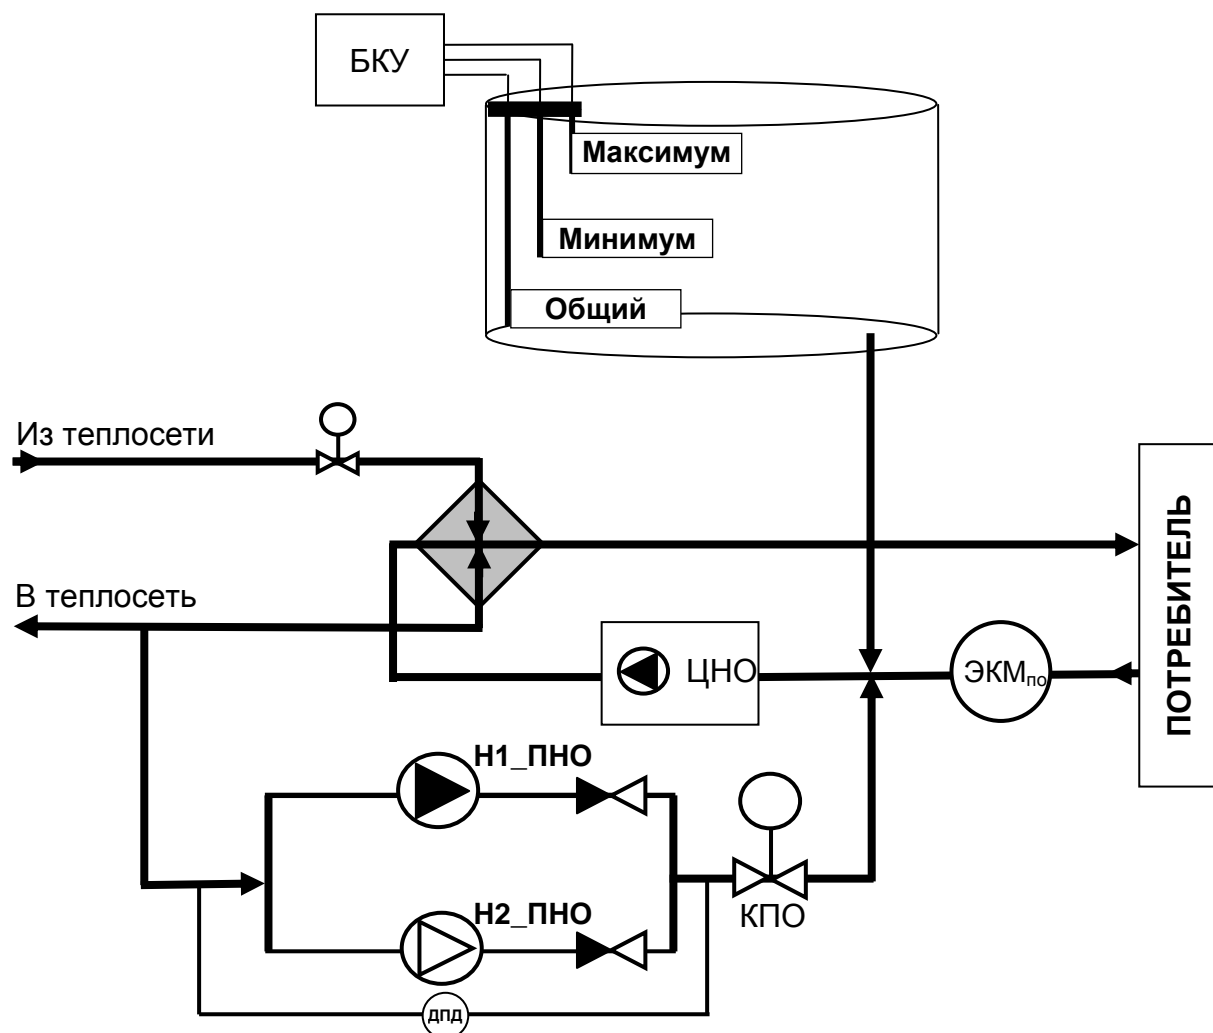 БКУ
Максимум
Минимум
Общий
Из теплосети
В теплосеть
ЦНО
ЭКМпо
ПОТРЕБИТЕЛЬ
Н1_ПНО
Н2_ПНО
КПО
ДПД